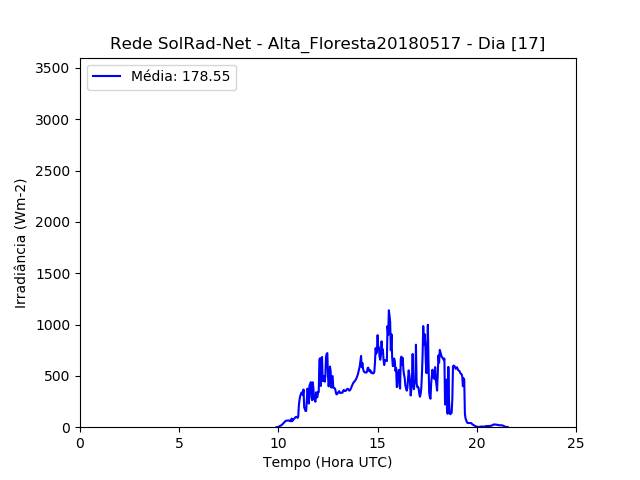 Rede SolRad-Net - Alta_Floresta20180517 - Dia [17]
Média: 178.55
Irradiância (Wm-2)
3500
3000
2500
2000
1500
1000
500
0
0 5 10 15 20 25
Tempo (Hora UTC)